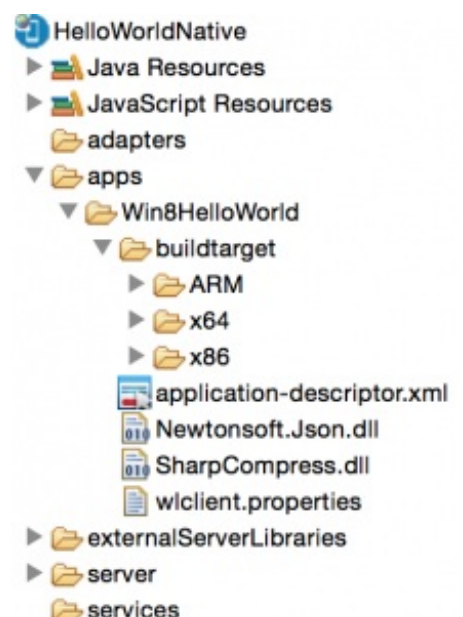 HelloWorldNative
Java Resources
JavaScript Resources
adapters
apps
Win8HelloWorld
buildtarget
ARM
x64
x86
application-descriptor.xml
Newtonsoft.Json.dll
SharpCompress.dll
wlclient.properties
externalServerLibraries
server
services